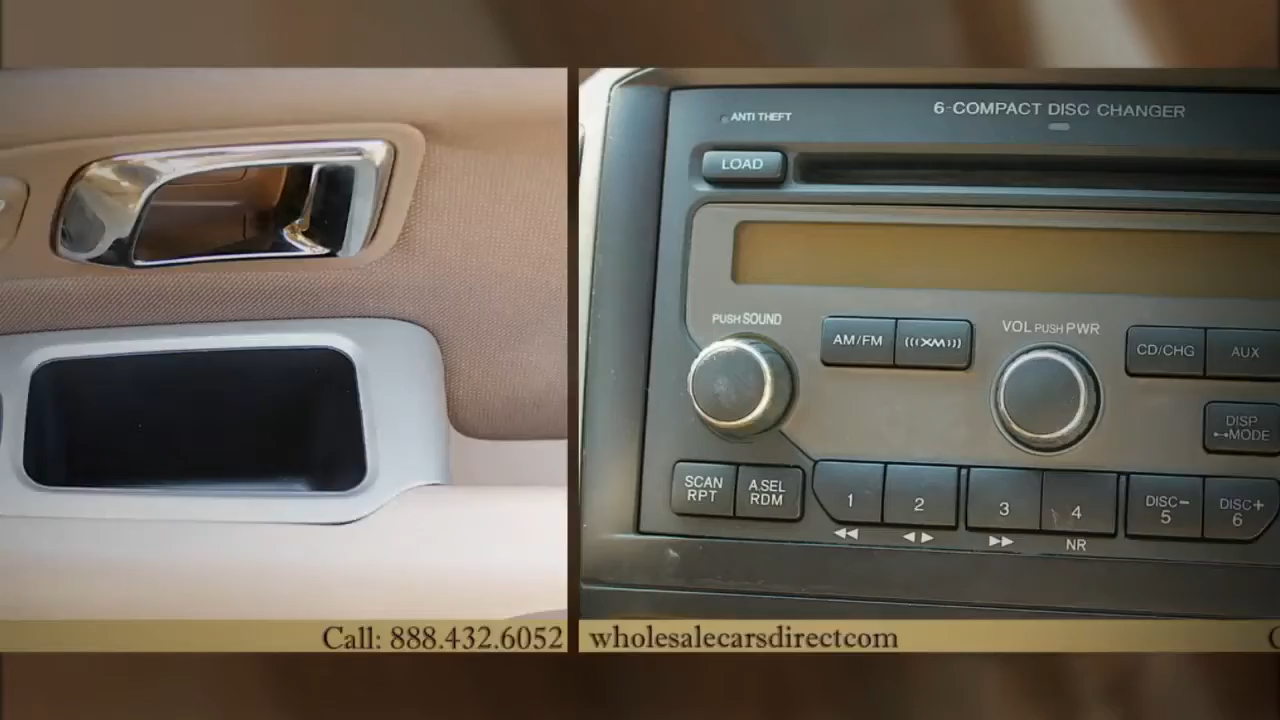 ANTI THEFT
6-COMPACT DISC CHANGER
LOAD
PUSH SOUND
AM/FM
(((XM)))
VOL PUSH PWR
CD/CHG
AUX
DISP
MODE
SCAN
RPT
A.SEL
RDM
1
2
3
4
DISC-
5
DISC+
6
NR
Call: 888.432.6052
wholesalecarsdirectcom